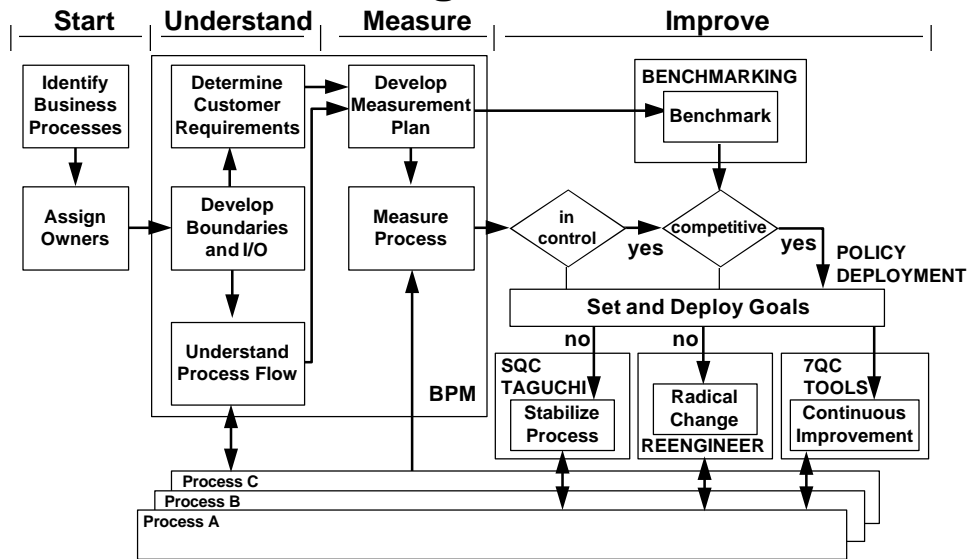 Start
Understand
Measure
Improve
Identify
Business
Processes
Assign
Owners
Determine
Customer
Requirements
Develop
Boundaries
and I/O
Understand
Process Flow
Develop
Measurement
Plan
Measure
Process
BPM
BENCHMARKING
Benchmark
in
control
yes
competitive
yes
POLICY
DEPLOYMENT
Set and Deploy Goals
no
no
SQC
TAGUCHI
Stabilize
Process
Radical
Change
REENGINEER
7QC
TOOLS
Continuous
Improvement
Process C
Process B
Process A